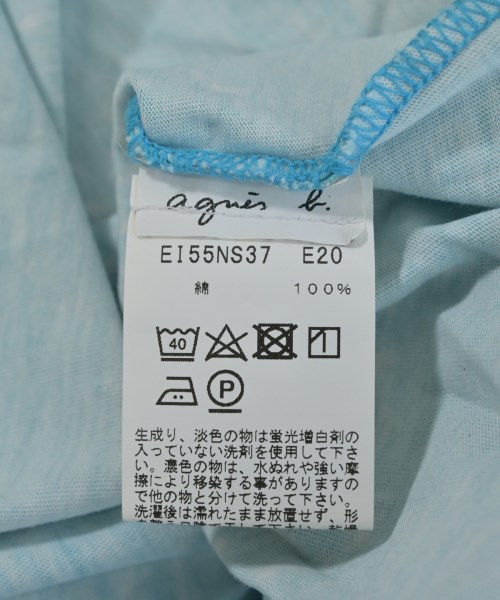 agnès b.
EI55NS37 E20
綿 100%
40
P
生成り、淡色の物は蛍光増白剤の
入っていない洗剤を使用して下さ
い。濃色の物は、水ぬれや強い摩
擦により移染する事がありますの
で他の物と分けて洗って下さい。
洗濯後は濡れたまま放置せず、形